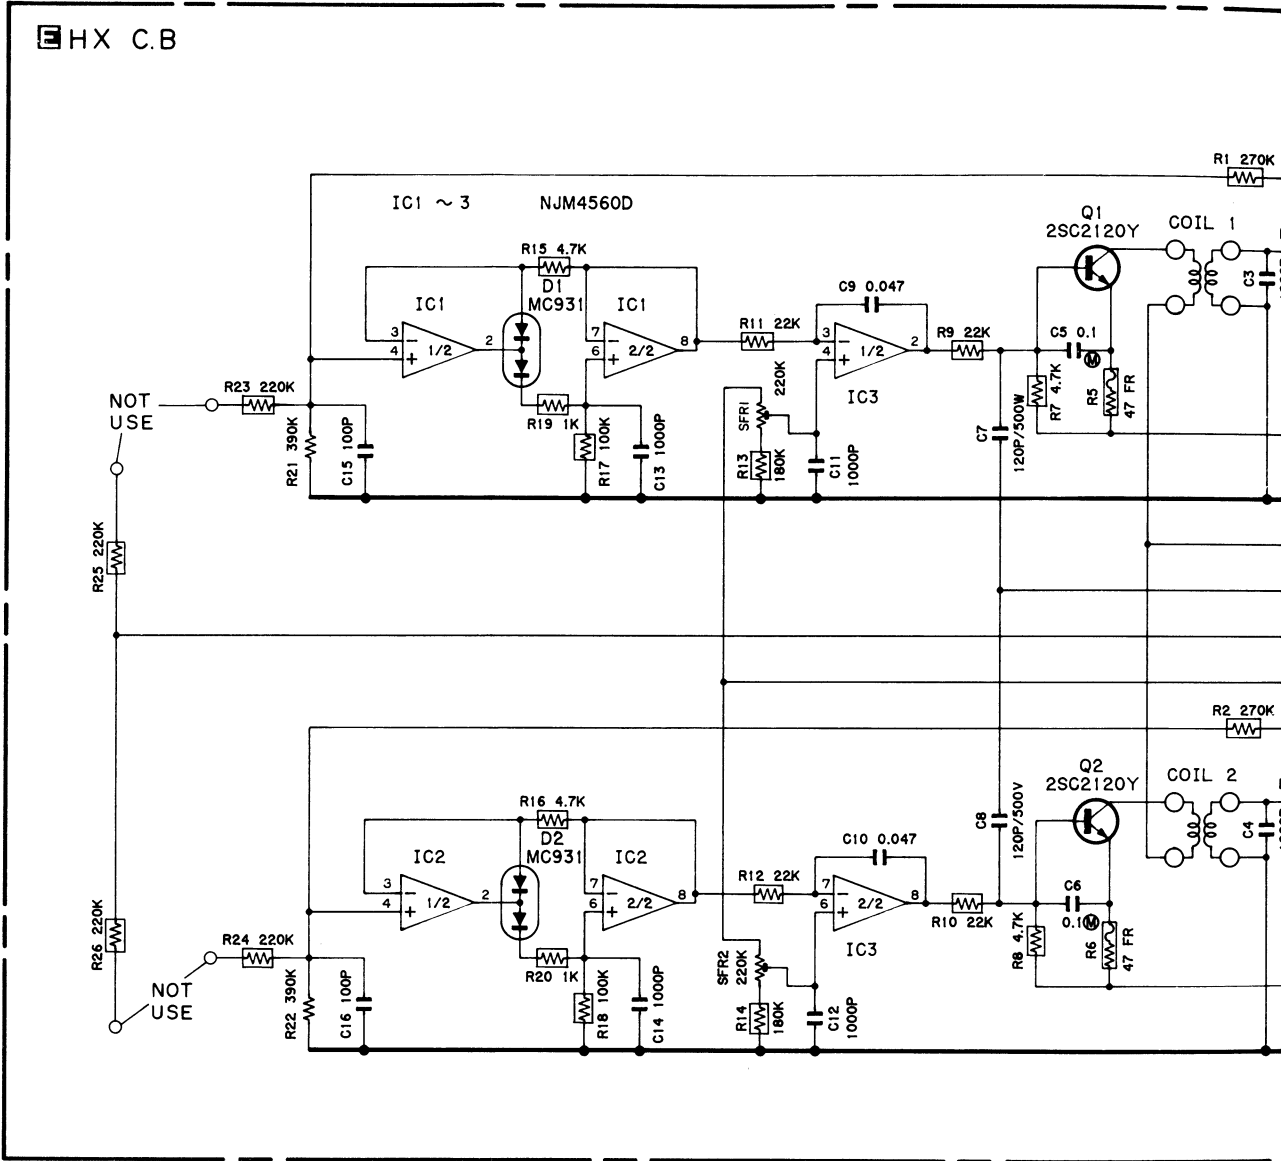 E HX C.B
R1 270K
IC1 ~ 3 NJM4560D
Q1
2SC2120Y
COIL 1
R15 4.7K
D1
MC931
IC1
IC1
C9 0.047
C3
3
4
1/2
2
7
6
2/2
8
R11 22K
3
4
1/2
2
R9 22K
C5 0.1
M
IC3
220K
SFR1
R7 4.7K
R5
47 FR
R23 220K
NOT
USE
R19 1K
R21 390K
C15 100P
R17 100K
C13 1000P
R13
180K
C11
1000P
C7
120P/500W
R25 220K
R2 270K
Q2
2SC2120Y
COIL 2
R16 4.7K
D2
MC931
IC2
IC2
C10 0.047
C8
120P/500V
C4
3
4
1/2
2
7
6
2/2
8
R12 22K
7
6
2/2
8
R10 22K
C6
0.1 M
IC3
R8 4.7K
R6
47 FR
R26 220K
R24 220K
NOT
USE
R20 1K
SFR2
220K
R22 390K
C16 100P
R18 100K
C14 1000P
R14
180K
C12
1000P